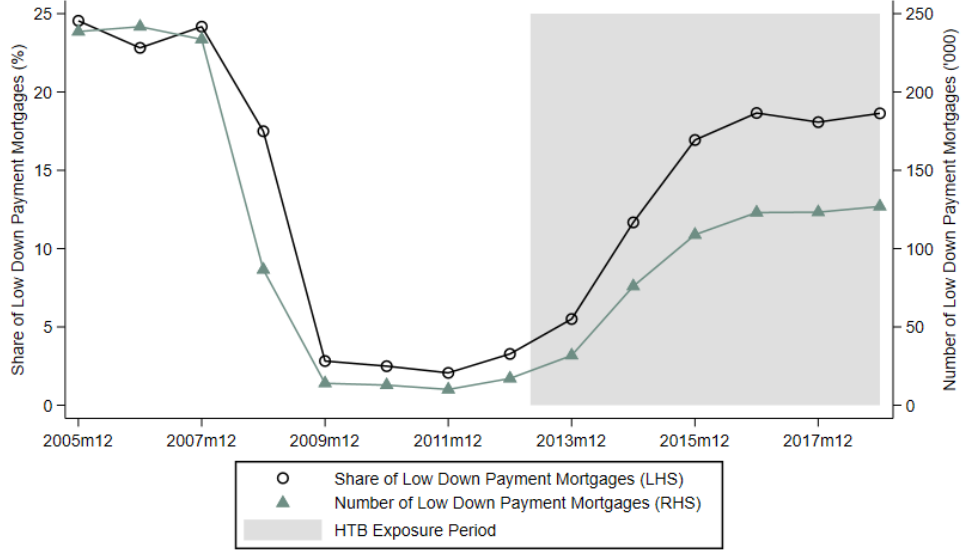 Share of Low Down Payment Mortgages (%)
25
20
15
10
5
0
250
200
150
100
50
0
Number of Low Down Payment Mortgages ('000)
2005m12 2007m12 2009m12 2011m12 2013m12 2015m12 2017m12
Share of Low Down Payment Mortgages (LHS)
Number of Low Down Payment Mortgages (RHS)
HTB Exposure Period